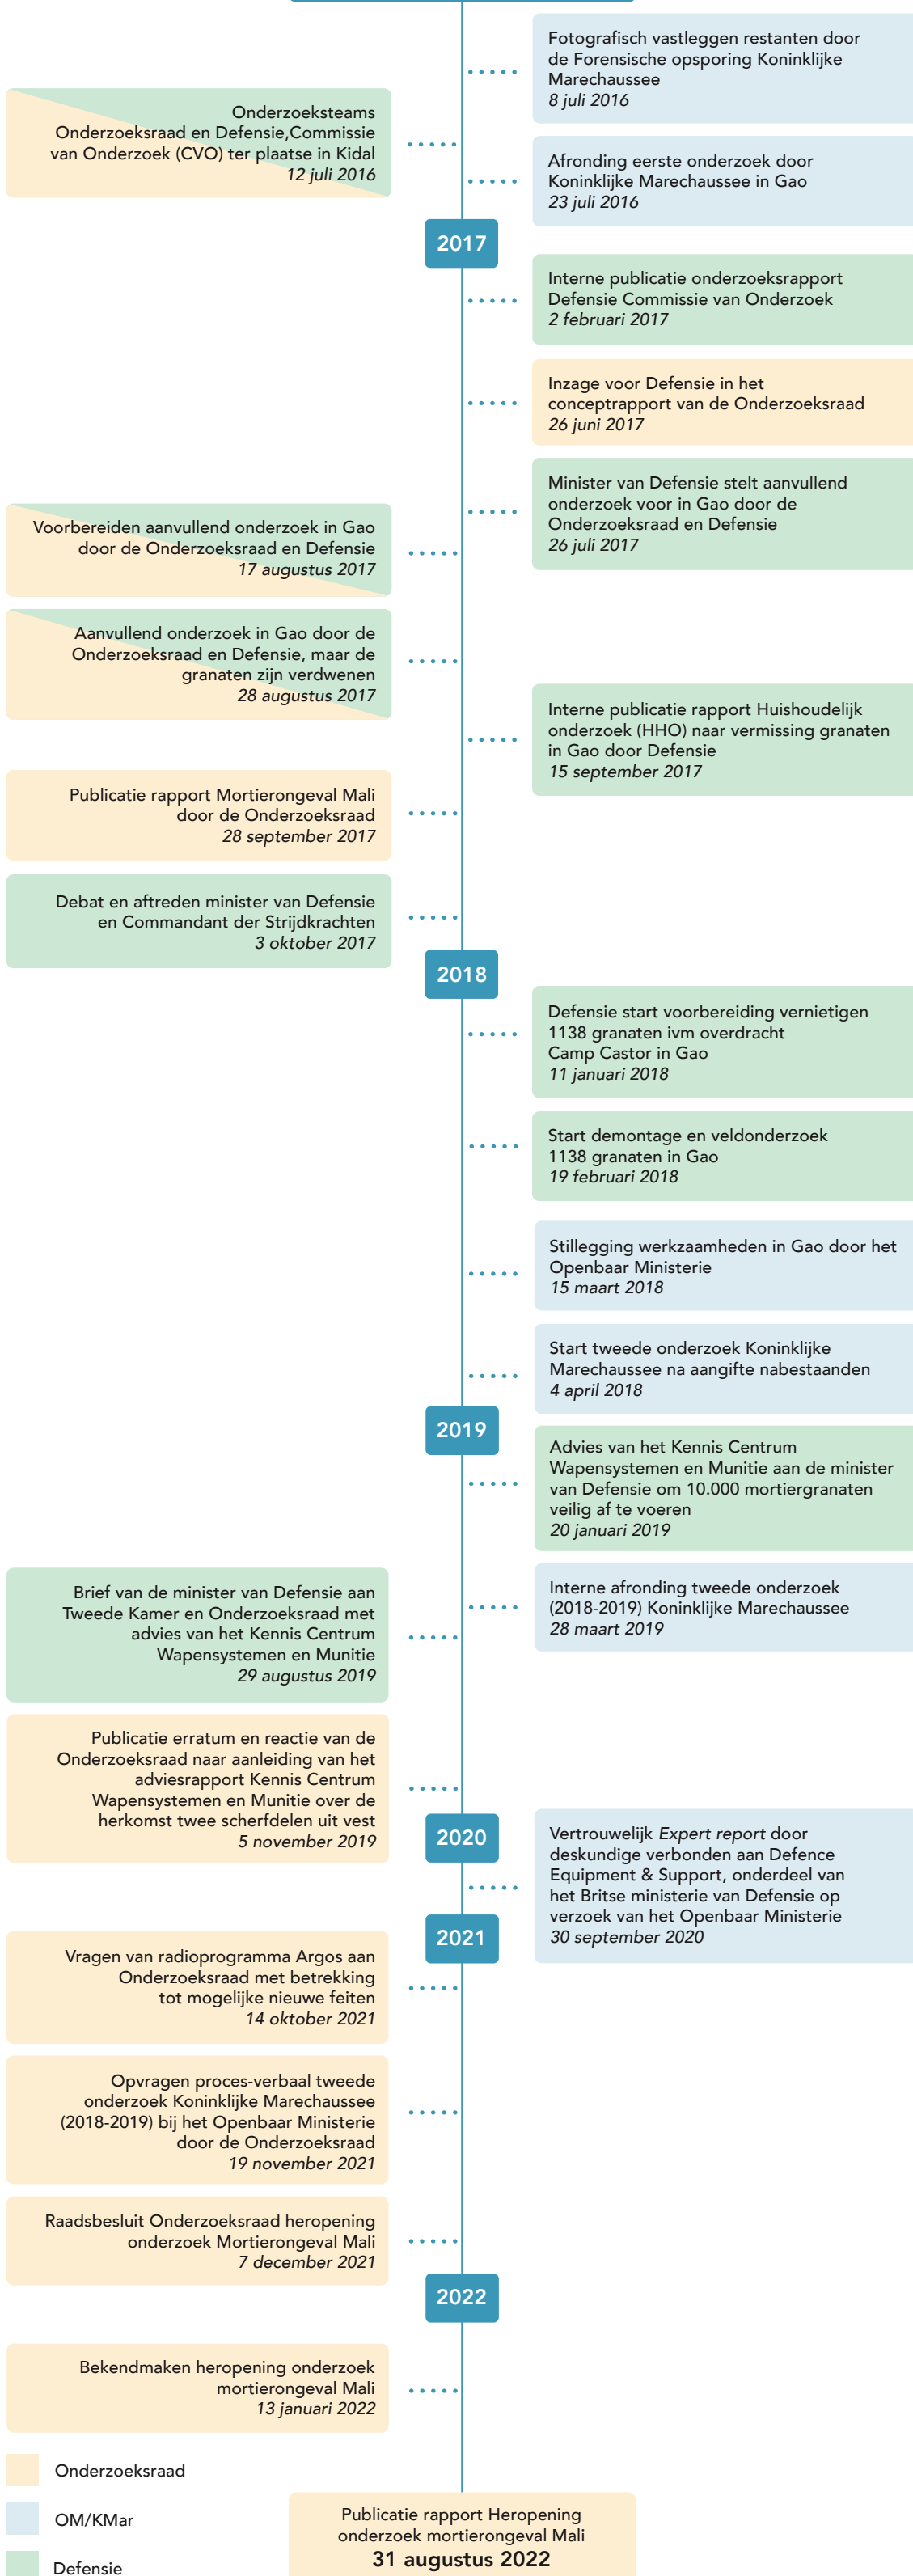 Fotografisch vastleggen restanten door
de Forensische opsporing Koninklijke
Marechaussee
8 juli 2016
Onderzoeksteams
Onderzoeksraad en Defensie,Commissie
van Onderzoek (CVO) ter plaatse in Kidal
12 juli 2016
Afronding eerste onderzoek door
Koninklijke Marechaussee in Gao
23 juli 2016
2017
Interne publicatie onderzoeksrapport
Defensie Commissie van Onderzoek
2 februari 2017
Inzage voor Defensie in het
conceptrapport van de Onderzoeksraad
26 juni 2017
Minister van Defensie stelt aanvullend
onderzoek voor in Gao door de
Onderzoeksraad en Defensie
26 juli 2017
Voorbereiden aanvullend onderzoek in Gao
door de Onderzoeksraad en Defensie
17 augustus 2017
Aanvullend onderzoek in Gao door de
Onderzoeksraad en Defensie, maar de
granaten zijn verdwenen
28 augustus 2017
Interne publicatie rapport Huishoudelijk
onderzoek (HHO) naar vermissing granaten
in Gao door Defensie
15 september 2017
Publicatie rapport Mortierongeval Mali
door de Onderzoeksraad
28 september 2017
Debat en aftreden minister van Defensie
en Commandant der Strijdkrachten
3 oktober 2017
2018
Defensie start voorbereiding vernietigen
1138 granaten ivm overdracht
Camp Castor in Gao
11 januari 2018
Start demontage en veldonderzoek
1138 granaten in Gao
19 februari 2018
Stillegging werkzaamheden in Gao door het
Openbaar Ministerie
15 maart 2018
Start tweede onderzoek Koninklijke
Marechaussee na aangifte nabestaanden
4 april 2018
2019
Advies van het Kennis Centrum
Wapensystemen en Munitie aan de minister
van Defensie om 10.000 mortiergranaten
veilig af te voeren
20 januari 2019
Interne afronding tweede onderzoek
(2018-2019) Koninklijke Marechaussee
28 maart 2019
Brief van de minister van Defensie aan
Tweede Kamer en Onderzoeksraad met
advies van het Kennis Centrum
Wapensystemen en Munitie
29 augustus 2019
Publicatie erratum en reactie van de
Onderzoeksraad naar aanleiding van het
adviesrapport Kennis Centrum
Wapensystemen en Munitie over de
herkomst twee scherfdelen uit vest
5 november 2019
2020
Vertrouwelijk Expert report door
deskundige verbonden aan Defence
Equipment & Support, onderdeel van
het Britse ministerie van Defensie op
verzoek van het Openbaar Ministerie
30 september 2020
2021
Vragen van radioprogramma Argos aan
Onderzoeksraad met betrekking
tot mogelijke nieuwe feiten
14 oktober 2021
Opvragen proces-verbaal tweede
onderzoek Koninklijke Marechaussee
(2018-2019) bij het Openbaar Ministerie
door de Onderzoeksraad
19 november 2021
Raadsbesluit Onderzoeksraad heropening
onderzoek Mortierongeval Mali
7 december 2021
2022
Bekendmaken heropening onderzoek
mortierongeval Mali
13 januari 2022
Onderzoeksraad
OM/KMar
Defensie
Publicatie rapport Heropening
onderzoek mortierongeval Mali
31 augustus 2022